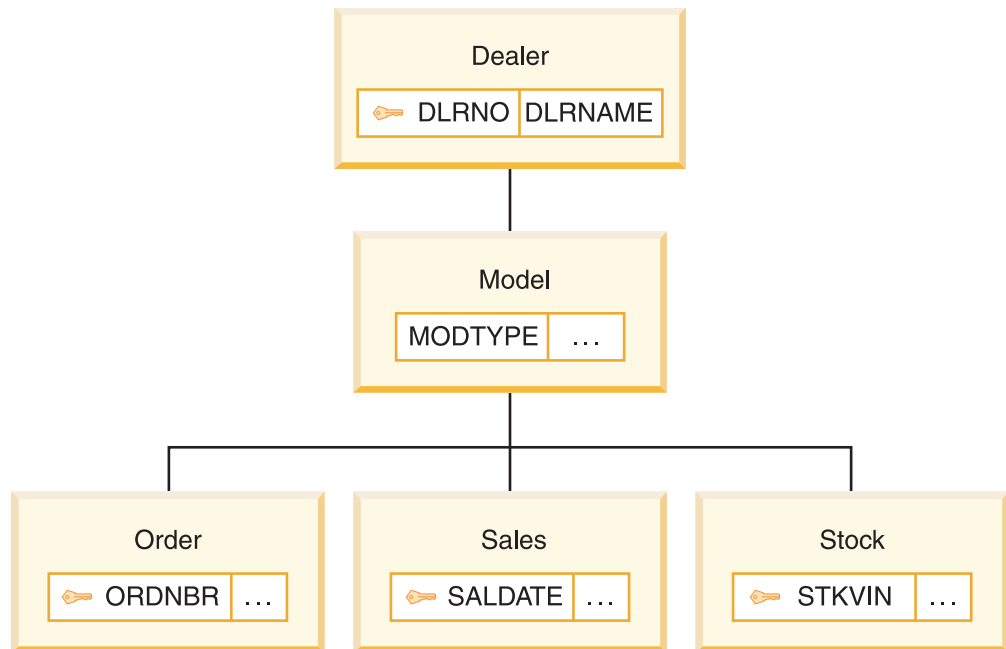 Dealer
DLRNO DLRNAME
Model
MODTYPE ...
Order
ORDNBR ...
Sales
SALDATE ...
Stock
STKVIN ...